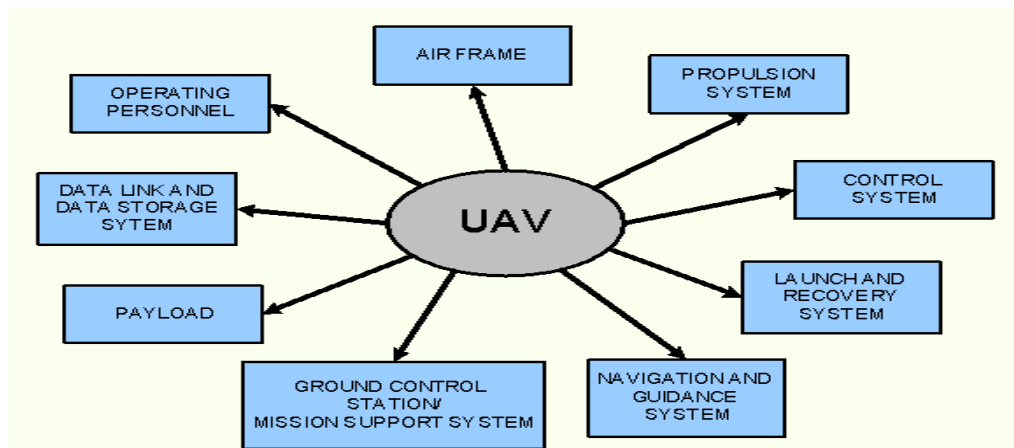 AIR FRAME
PROPULSION
SYSTEM
OPERATING
PERSONNEL
CONTROL
SYSTEM
DATA LINK AND
DATA STORAGE
SYTEM
UAV
LAUNCH AND
RECOVERY
SYSTEM
PAYLOAD
GROUND CONTROL
STATION/
MISSION SUPPORT SYSTEM
NAVIGATION AND
GUIDANCE
SYSTEM